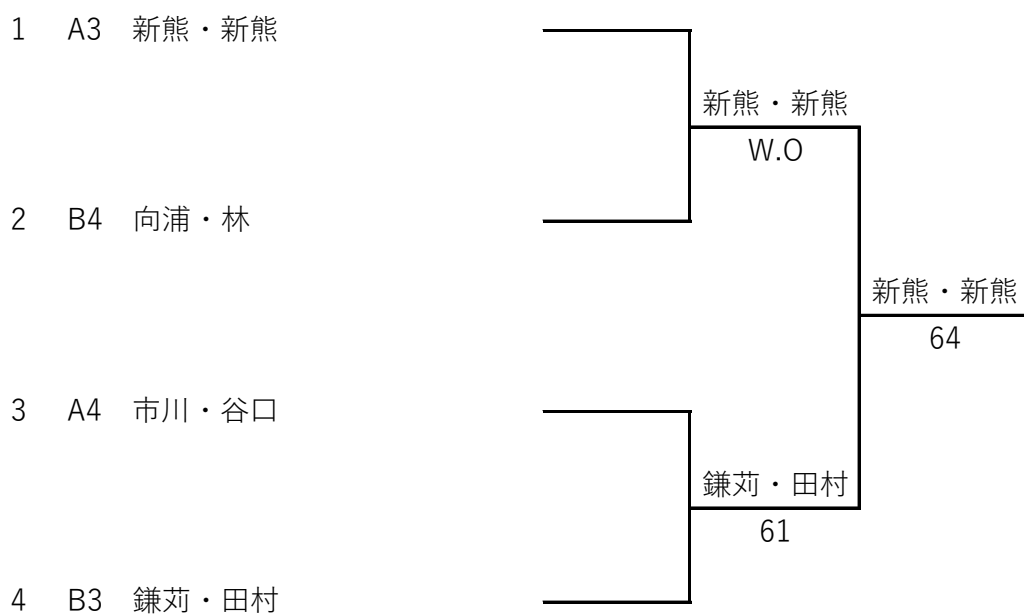 1 A3 新熊・新熊
新熊・新熊
W.O
2 B4 向浦・林
新熊・新熊
64
3 A4 市川・谷口
鎌苅・田村
61
4 B3 鎌苅・田村